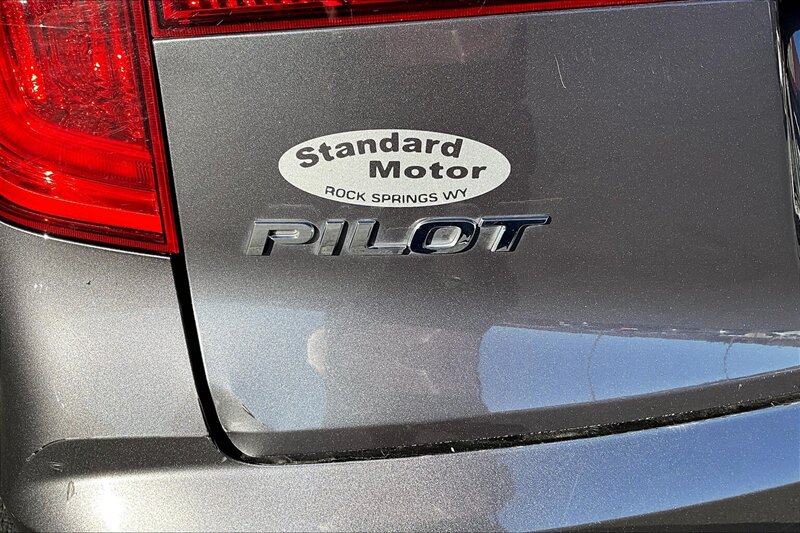 Standard
Motor
ROCK SPRINGS WY
PILOT